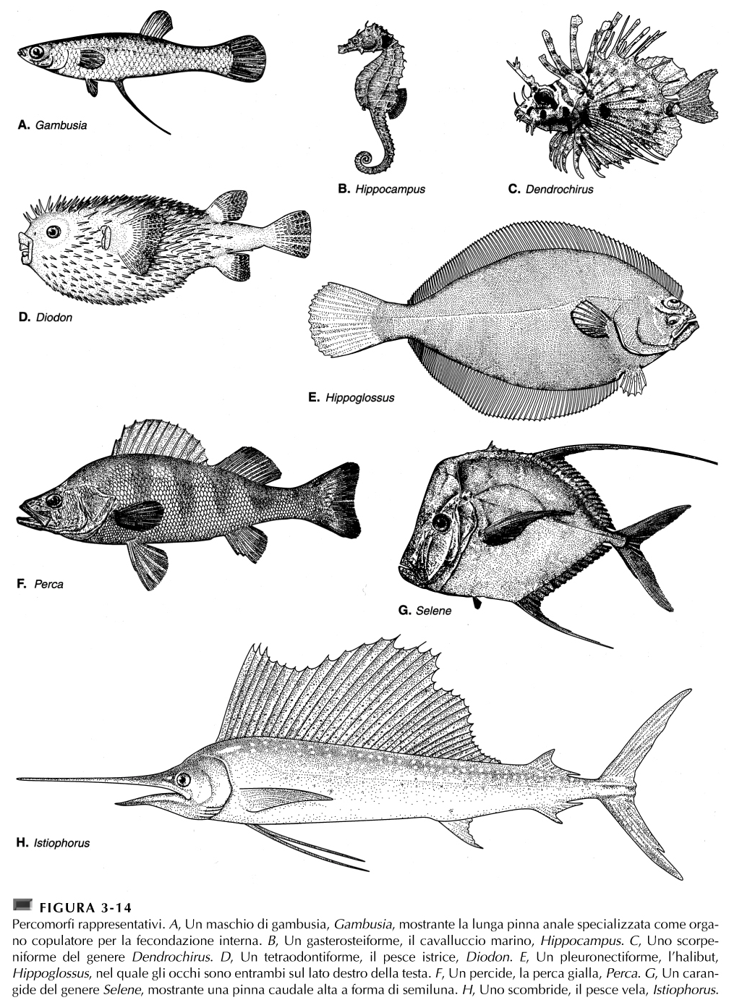 A. Gambusia
B. Hippocampus
C. Dendrochirus
D. Diodon
E. Hippoglossus
F. Perca
G. Selene
H. Istiophorus
FIGURA 3-14
Percomorfi rappresentativi. A, Un maschio di gambusia, Gambusia, mostrante la lunga pinna anale specializzata come orga-
no copulatore per la fecondazione interna. B, Un gasterosteiforme, il cavalluccio marino, Hippocampus. C, Uno scorpe-
niforme del genere Dendrochirus. D, Un tetraodontiforme, il pesce istrice, Diodon. E, Un pleuronectiforme, l'halibut,
Hippoglossus, nel quale gli occhi sono entrambi sul lato destro della testa. F, Un percide, la perca gialla, Perca. G, Un caran-
gide del genere Selene, mostrante una pinna caudale alta a forma di semiluna. H, Uno scombride, il pesce vela, Istiophorus.